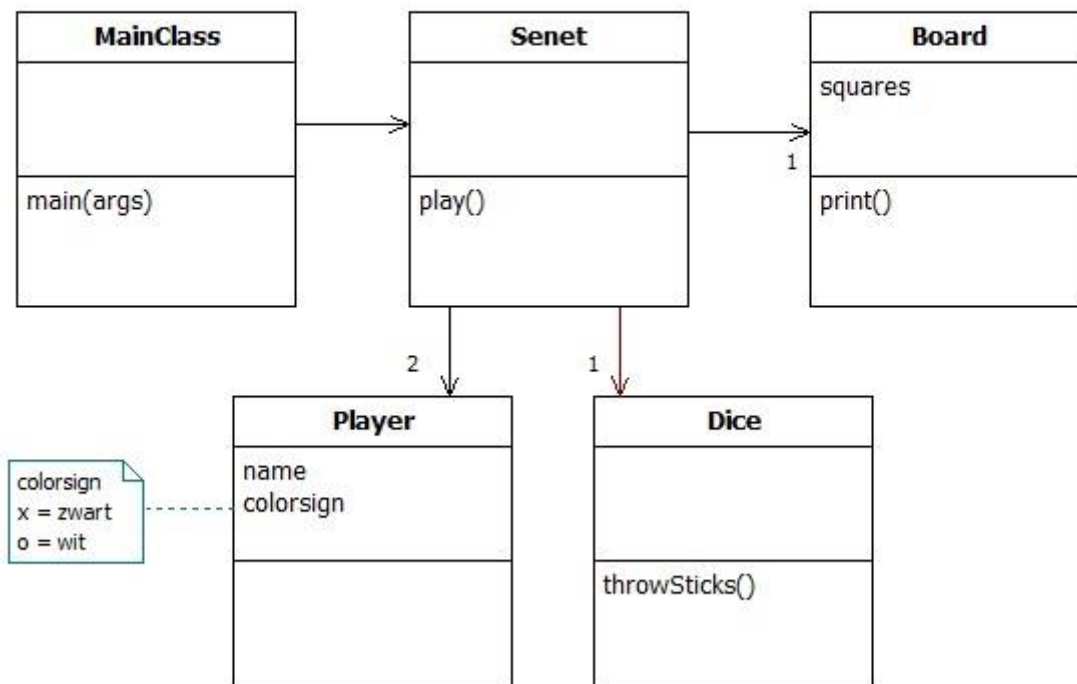 MainClass
main(args)
Senet
play()
Board
squares
print()
1
2
1
Player
name
colorsign
colorsign
x = zwart
o = wit
Dice
throwSticks()